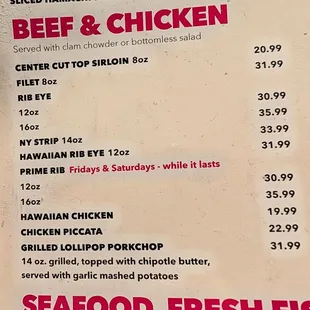 BEEF & CHICKEN
Served with clam chowder or bottomless salad
CENTER CUT TOP SIRLOIN 8oz 20.99
FILET 8oz 31.99
RIB EYE
12oz 30.99
16oz 35.99
NY STRIP 14oz 33.99
HAWAIIAN RIB EYE 12oz 31.99
PRIME RIB Fridays & Saturdays - while it lasts
12oz 30.99
16oz 35.99
HAWAIIAN CHICKEN 19.99
CHICKEN PICCATA 22.99
GRILLED LOLLIPOP PORKCHOP 31.99
14 oz. grilled, topped with chipotle butter,
served with garlic mashed potatoes
SEAFOOD, FRESH